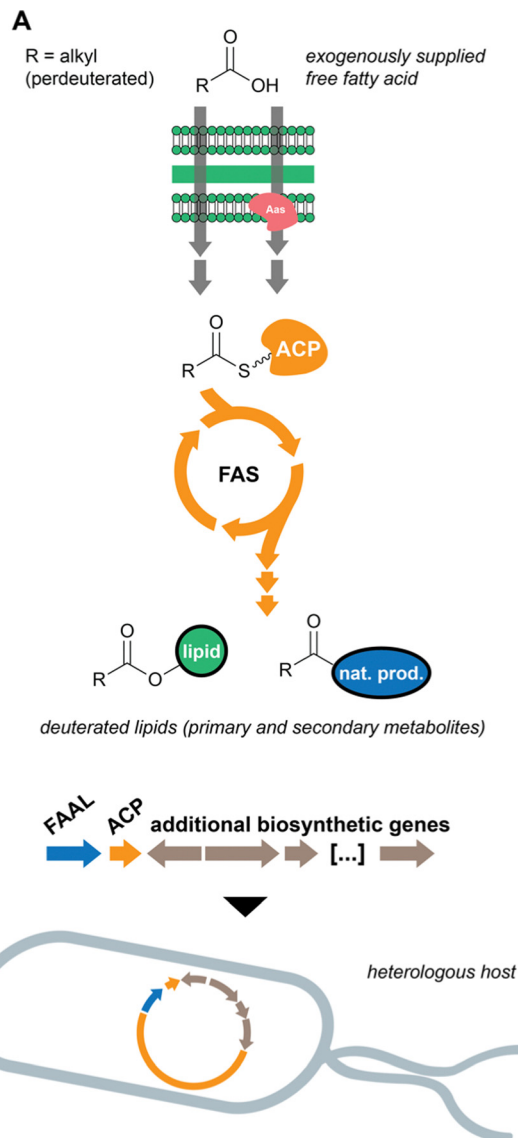 A
R = alkyl
(perdeuterated)
exogenously supplied
free fatty acid
O
R
OH
Aas
O
R
S
ACP
FAS
O
R
O
lipid
O
R
nat. prod.
deuterated lipids (primary and secondary metabolites)
FAAL
ACP
additional biosynthetic genes
[...]
heterologous host